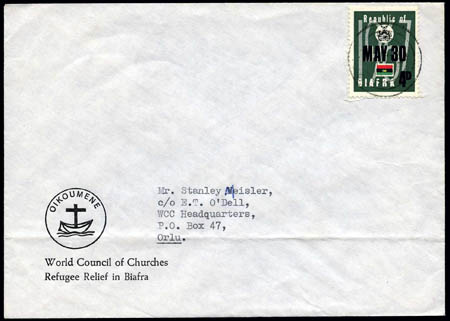 Republic of
MAY 30
4D
BIAFRA
Mr. Stanley Meisler,
c/o E.T. O'Dell,
WCC Headquarters,
P.O. Box 47,
Orlu.
OIKOUMENE
World Council of Churches
Refugee Relief in Biafra